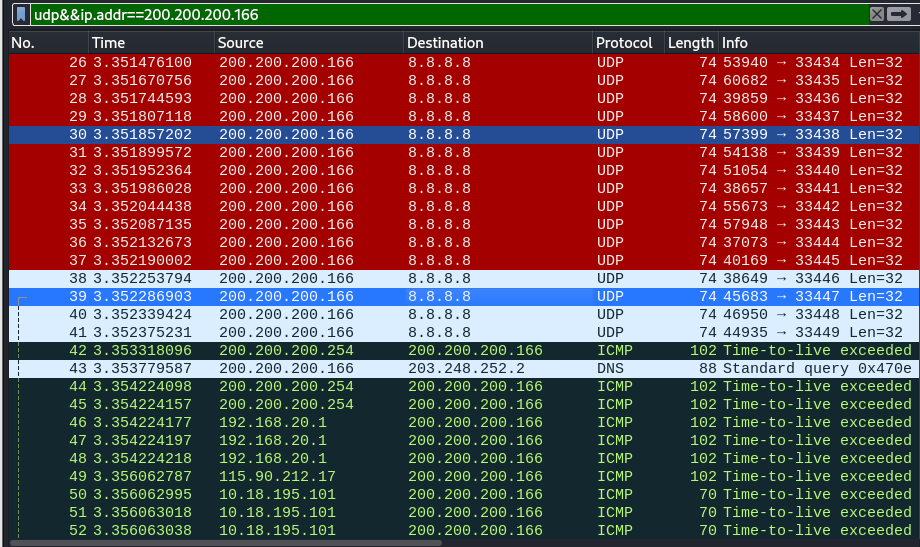 udp&&ip.addr==200.200.200.166
No. Time Source Destination Protocol Length Info
26 3.351476100 200.200.200.166 8.8.8.8 UDP 74 53940 → 33434 Len=32
27 3.351670756 200.200.200.166 8.8.8.8 UDP 74 60682 → 33435 Len=32
28 3.351744593 200.200.200.166 8.8.8.8 UDP 74 39859 → 33436 Len=32
29 3.351807118 200.200.200.166 8.8.8.8 UDP 74 58600 → 33437 Len=32
30 3.351857202 200.200.200.166 8.8.8.8 UDP 74 57399 → 33438 Len=32
31 3.351899572 200.200.200.166 8.8.8.8 UDP 74 54138 → 33439 Len=32
32 3.351952364 200.200.200.166 8.8.8.8 UDP 74 51054 → 33440 Len=32
33 3.351986028 200.200.200.166 8.8.8.8 UDP 74 38657 → 33441 Len=32
34 3.352044438 200.200.200.166 8.8.8.8 UDP 74 55673 → 33442 Len=32
35 3.352087135 200.200.200.166 8.8.8.8 UDP 74 57948 → 33443 Len=32
36 3.352132673 200.200.200.166 8.8.8.8 UDP 74 37073 → 33444 Len=32
37 3.352190002 200.200.200.166 8.8.8.8 UDP 74 40169 → 33445 Len=32
38 3.352253794 200.200.200.166 8.8.8.8 UDP 74 38649 → 33446 Len=32
39 3.352286903 200.200.200.166 8.8.8.8 UDP 74 45683 → 33447 Len=32
40 3.352339424 200.200.200.166 8.8.8.8 UDP 74 46950 → 33448 Len=32
41 3.352375231 200.200.200.166 8.8.8.8 UDP 74 44935 → 33449 Len=32
42 3.353318096 200.200.200.254 200.200.200.166 ICMP 102 Time-to-live exceeded
43 3.353779587 200.200.200.166 203.248.252.2 DNS 88 Standard query 0x470e
44 3.354224098 200.200.200.254 200.200.200.166 ICMP 102 Time-to-live exceeded
45 3.354224157 200.200.200.254 200.200.200.166 ICMP 102 Time-to-live exceeded
46 3.354224177 192.168.20.1 200.200.200.166 ICMP 102 Time-to-live exceeded
47 3.354224197 192.168.20.1 200.200.200.166 ICMP 102 Time-to-live exceeded
48 3.354224218 192.168.20.1 200.200.200.166 ICMP 102 Time-to-live exceeded
49 3.356062787 115.90.212.17 200.200.200.166 ICMP 102 Time-to-live exceeded
50 3.356062995 10.18.195.101 200.200.200.166 ICMP 70 Time-to-live exceeded
51 3.356063018 10.18.195.101 200.200.200.166 ICMP 70 Time-to-live exceeded
52 3.356063038 10.18.195.101 200.200.200.166 ICMP 70 Time-to-live exceeded